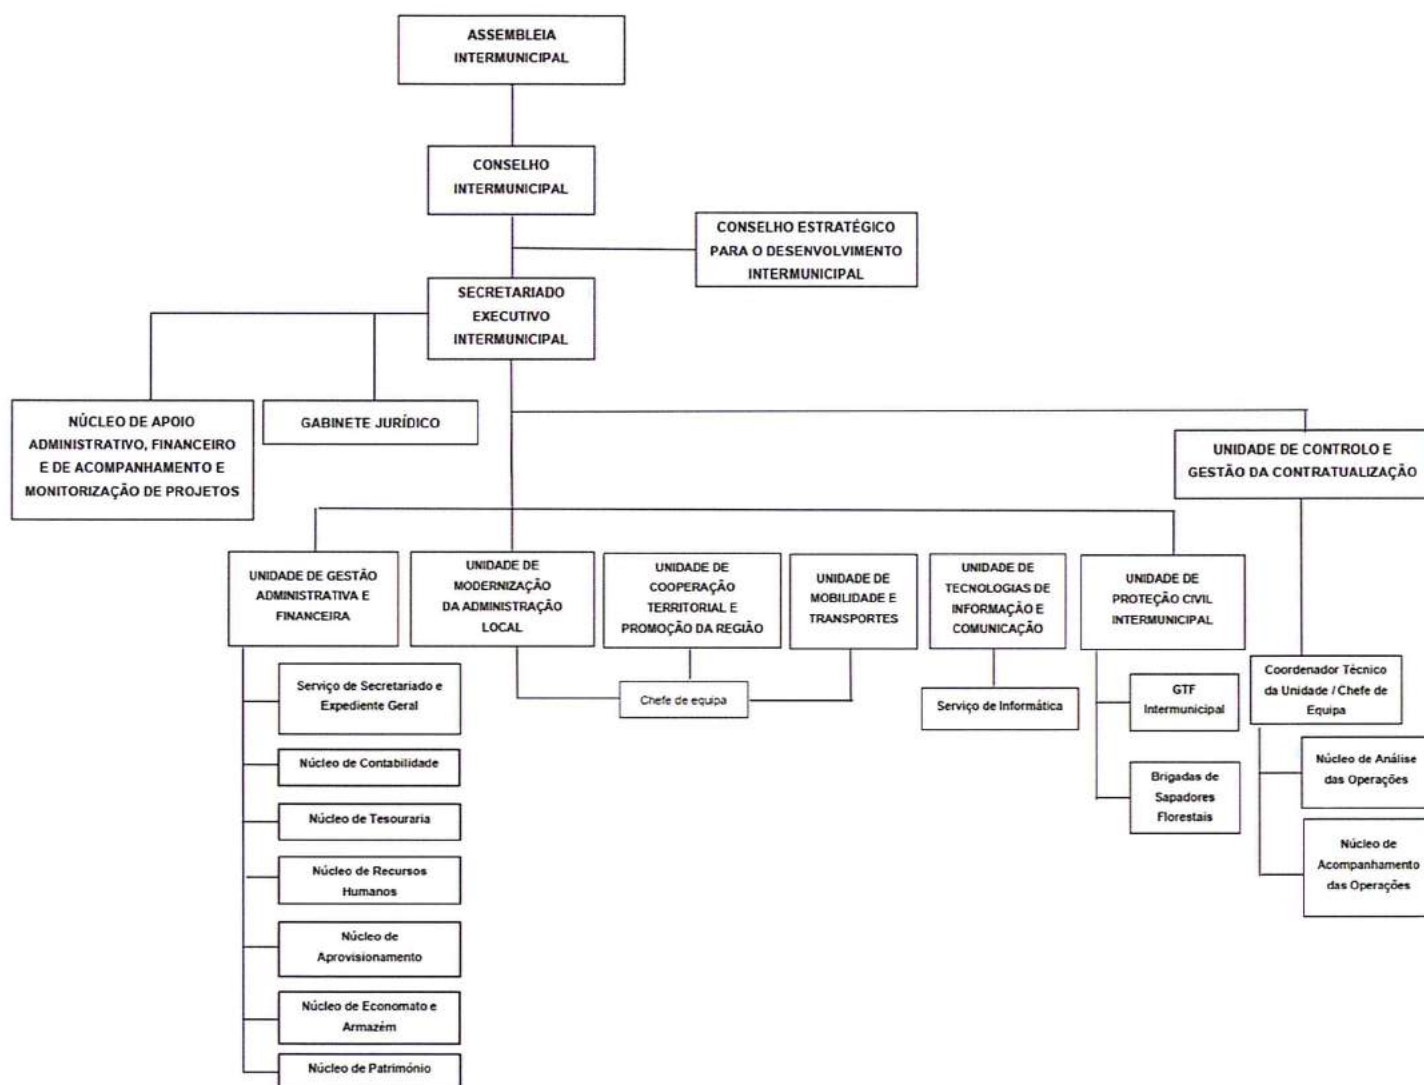 ASSEMBLEIA
INTERMUNICIPAL
CONSELHO
INTERMUNICIPAL
CONSELHO ESTRATÉGICO
PARA O DESENVOLVIMENTO
INTERMUNICIPAL
SECRETARIADO
EXECUTIVO
INTERMUNICIPAL
NÚCLEO DE APOIO
ADMINISTRATIVO, FINANCEIRO
E DE ACOMPANHAMENTO E
MONITORIZAÇÃO DE PROJETOS
GABINETE JURÍDICO
UNIDADE DE CONTROLO E
GESTÃO DA CONTRATUALIZAÇÃO
UNIDADE DE GESTÃO
ADMINISTRATIVA E
FINANCEIRA
UNIDADE DE
MODERNIZAÇÃO
DA ADMINISTRAÇÃO
LOCAL
UNIDADE DE
COOPERAÇÃO
TERRITORIAL E
PROMOÇÃO DA REGIÃO
UNIDADE DE
MOBILIDADE E
TRANSPORTES
UNIDADE DE
TECNOLOGIAS DE
INFORMAÇÃO E
COMUNICAÇÃO
UNIDADE DE
PROTEÇÃO CIVIL
INTERMUNICIPAL
Serviço de Secretariado e
Expediente Geral
Núcleo de Contabilidade
Núcleo de Tesouraria
Núcleo de Recursos
Humanos
Núcleo de
Aprovisionamento
Núcleo de Economato e
Armazém
Núcleo de Património
Chefe de equipa
Serviço de Informática
GTF
Intermunicipal
Brigadas de
Sapadores
Florestais
Coordenador Técnico
da Unidade / Chefe de
Equipa
Núcleo de Análise
das Operações
Núcleo de
Acompanhamento
das Operações